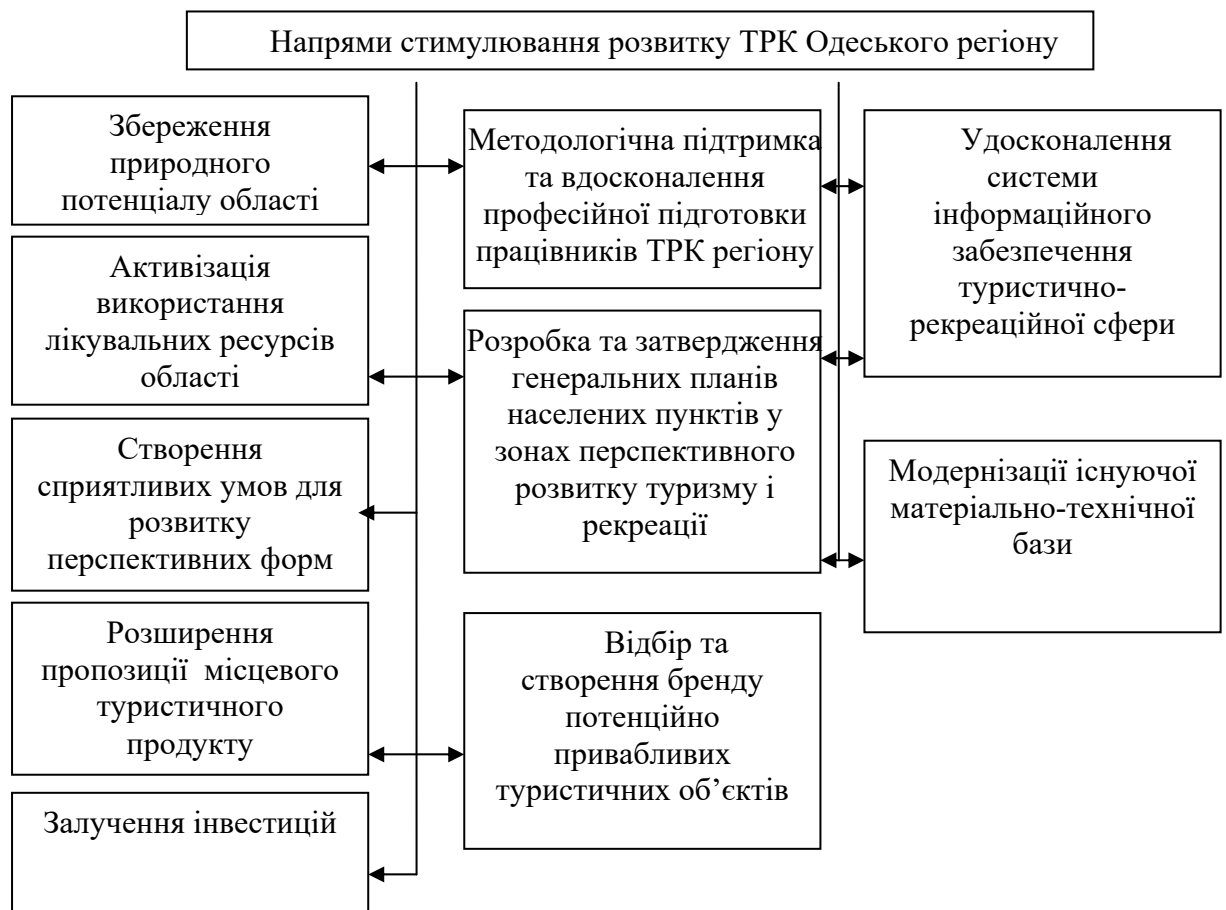 Напрями стимулювання розвитку ТРК Одеського регіону
Збереження
природного
потенціалу області
Активізація
використання
лікувальних ресурсів
області
Створення
сприятливих умов для
розвитку
перспективних форм
Розширення
пропозиції місцевого
туристичного
продукту
Залучення інвестицій
Методологічна підтримка
та вдосконалення
професійної підготовки
працівників ТРК регіону
Розробка та затвердження
генеральних планів
населених пунктів у
зонах перспективного
розвитку туризму і
рекреації
Відбір та
створення бренду
потенційно
привабливих
туристичних об’єктів
Удосконалення
системи
інформаційного
забезпечення
туристично-
рекреаційної сфери
Модернізації існуючої
матеріально-технічної
бази